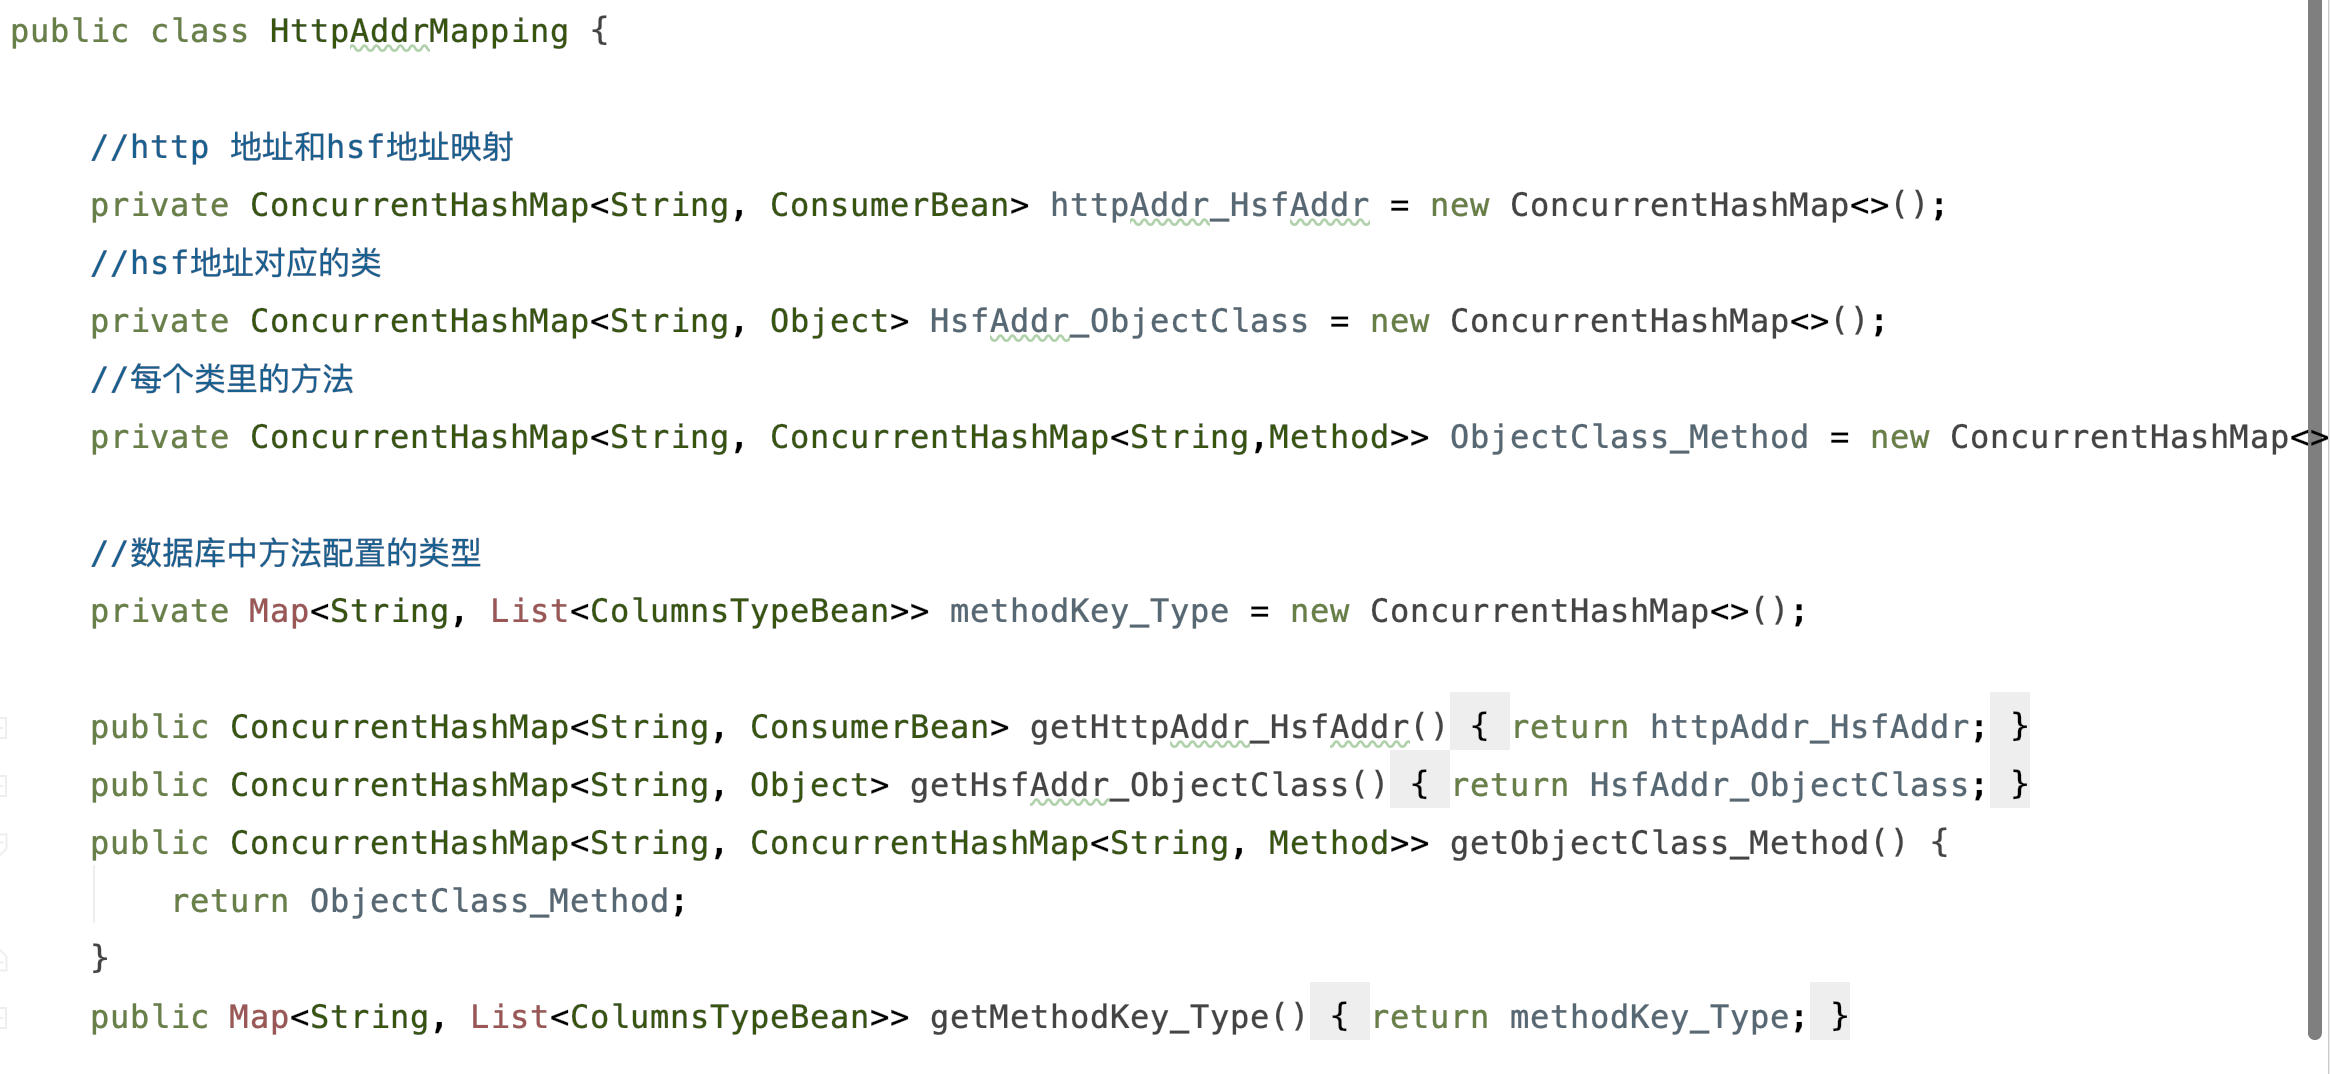 public class HttpAddrMapping {
//http 地址和hsf地址映射
private ConcurrentHashMap<String, ConsumerBean> httpAddr_HsfAddr = new ConcurrentHashMap<>();
//hsf地址对应的类
private ConcurrentHashMap<String, Object> HsfAddr_ObjectClass = new ConcurrentHashMap<>();
//每个类里的方法
private ConcurrentHashMap<String, ConcurrentHashMap<String,Method>> ObjectClass_Method = new ConcurrentHashMap<>
//数据库中方法配置的类型
private Map<String, List<ColumnsTypeBean>> methodKey_Type = new ConcurrentHashMap<>();
public ConcurrentHashMap<String, ConsumerBean> getHttpAddr_HsfAddr() { return httpAddr_HsfAddr; }
public ConcurrentHashMap<String, Object> getHsfAddr_ObjectClass() { return HsfAddr_ObjectClass; }
public ConcurrentHashMap<String, ConcurrentHashMap<String, Method>> getObjectClass_Method() {
return ObjectClass_Method;
}
public Map<String, List<ColumnsTypeBean>> getMethodKey_Type() { return methodKey_Type; }